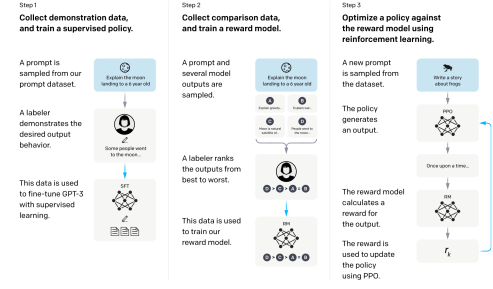 Step 1
Collect demonstration data,
and train a supervised policy.
A prompt is
sampled from our
prompt dataset.
Explain the moon
landing to a 6 year old
A labeler
demonstrates the
desired output
behavior.
Some people went
to the moon...
This data is used
to fine-tune GPT-3
with supervised
learning.
SFT
Step 2
Collect comparison data,
and train a reward model.
A prompt and
several model
outputs are
sampled.
Explain the moon
landing to a 6 year old
A
B
Explain gravity...
Explain war...
C
D
Moon is natural
satellite of...
People went to
the moon...
A labeler ranks
the outputs from
best to worst.
D > C > A = B
This data is used
to train our
reward model.
RM
D > C > A = B
Step 3
Optimize a policy against
the reward model using
reinforcement learning.
A new prompt
is sampled from
the dataset.
Write a story
about frogs
The policy
generates
an output.
PPO
Once upon a time...
The reward model
calculates a
reward for
the output.
RM
The reward is
used to update
the policy
using PPO.
rk